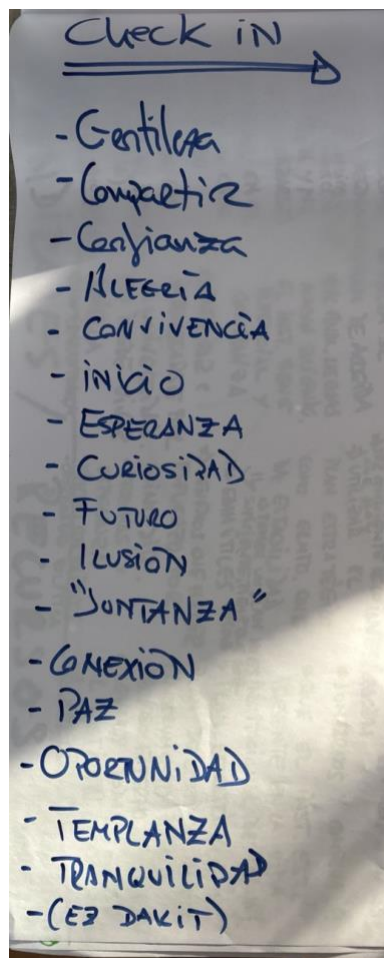 Check iN
- Gentileza
- Compartir
- Confianza
- ALEGRÍA
- CONVIVENCIA
- iNiCiO
- ESPERANZA
- CURIOSIDAD
- FUTURO
- ILUSIÓN
- "JUNTANZA"
- CONEXIÓN
- PAZ
- OPORTUNIDAD
- TEMPLANZA
- TRANQUILIDAD
- (EZ DAKIT)